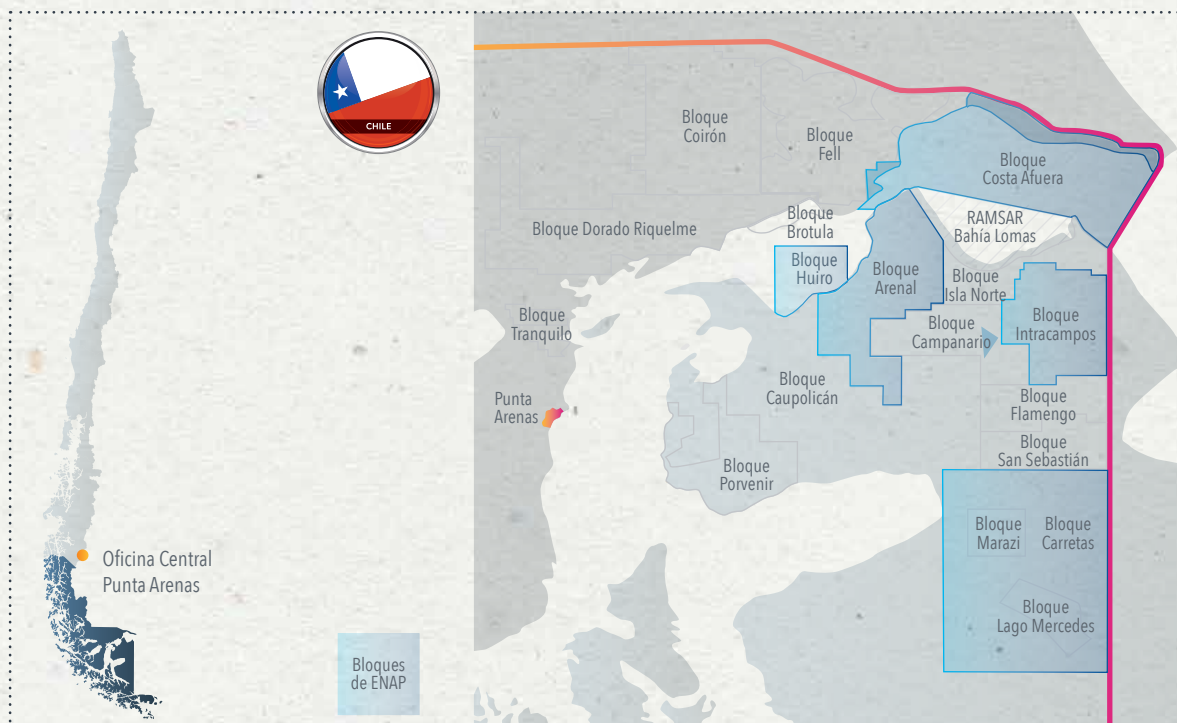 CHILE
Oficina Central
Punta Arenas
Bloques
de ENAP
Bloque
Coirón
Bloque
Fell
Bloque
Costa Afuera
Bloque Dorado Riquelme
Bloque
Brotula
RAMSAR
Bahía Lomas
Bloque
Huiro
Bloque
Arenal
Bloque
Isla Norte
Bloque
Tranquilo
Bloque
Campanario
Bloque
Intracampos
Punta
Arenas
Bloque
Caupolicán
Bloque
Flamengo
Bloque
San Sebastián
Bloque
Porvenir
Bloque
Marazi
Bloque
Carretas
Bloque
Lago Mercedes